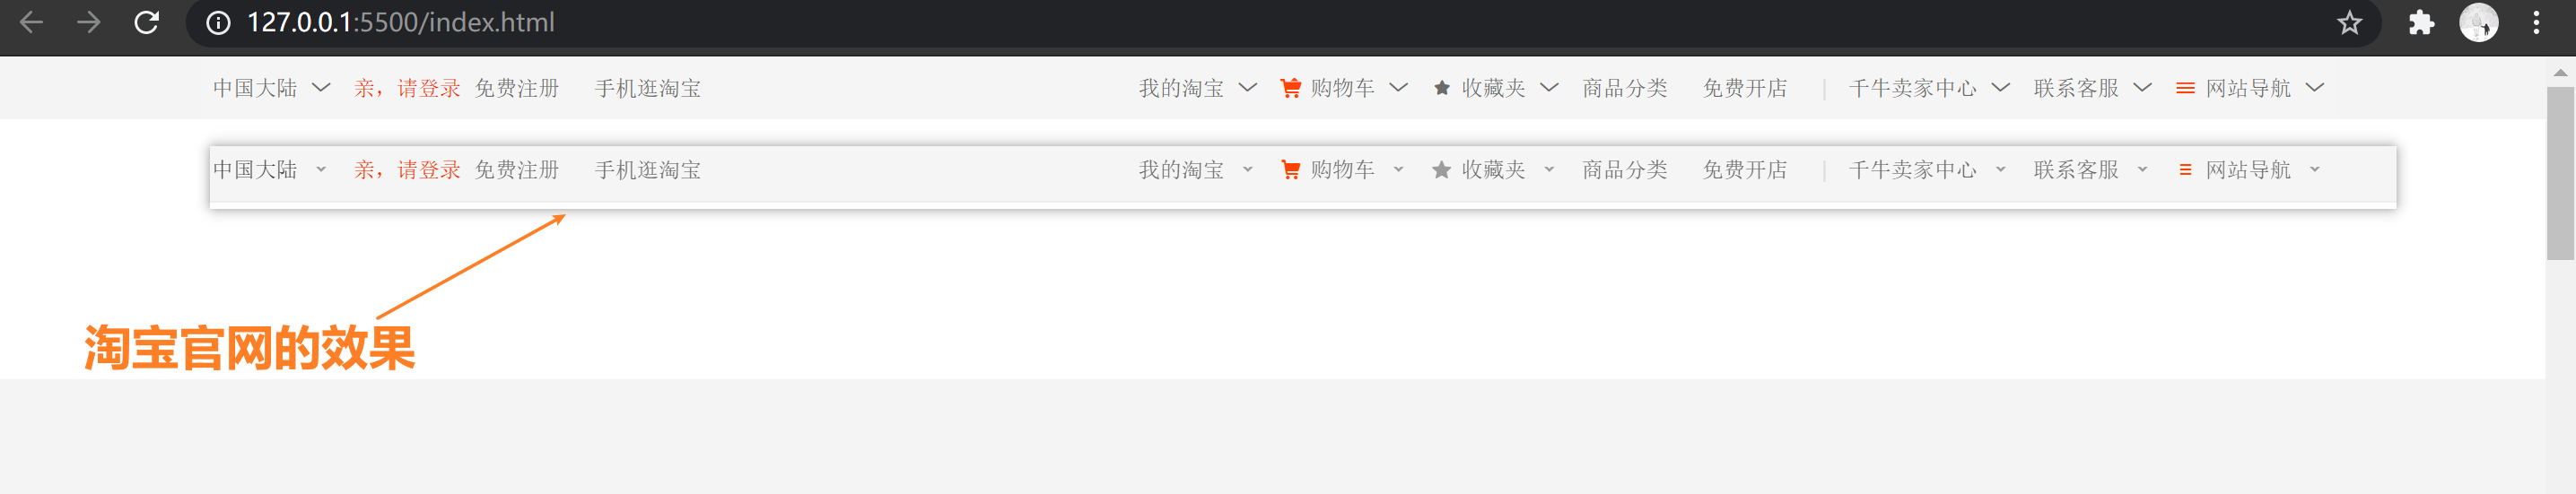 127.0.0.1:5500/index.html
中国大陆 亲，请登录 免费注册 手机逛淘宝 我的淘宝 购物车 收藏夹 商品分类 免费开店 | 千牛卖家中心 联系客服 网站导航
中国大陆 亲，请登录 免费注册 手机逛淘宝 我的淘宝 购物车 收藏夹 商品分类 免费开店 | 千牛卖家中心 联系客服 网站导航
淘宝官网的效果